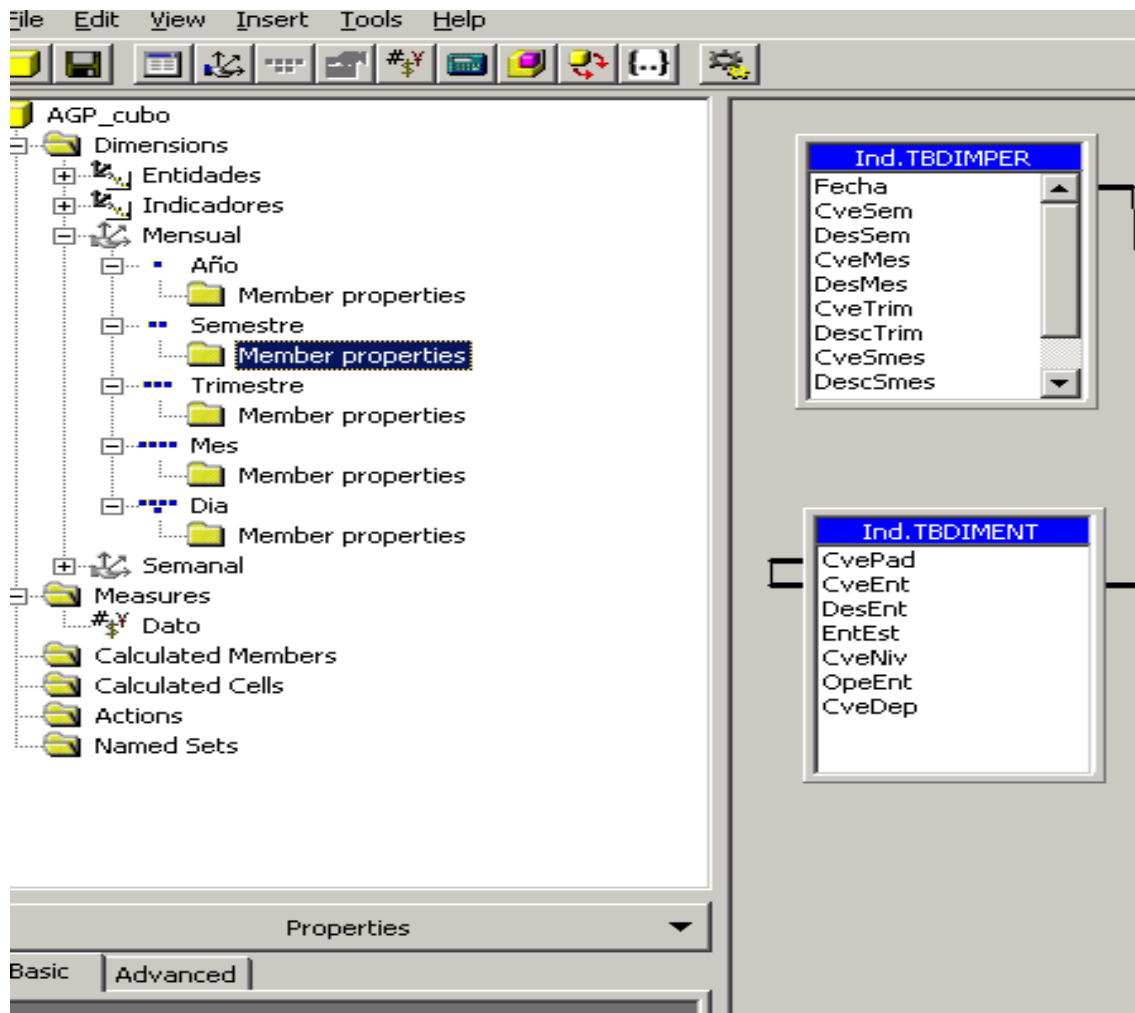 File Edit View Insert Tools Help
#¥ {..}
AGP_cubo
Dimensions
Entidades
Indicadores
Mensual
Año
Member properties
Semestre
Member properties
Trimestre
Member properties
Mes
Member properties
Dia
Member properties
Semanal
Measures
Dato
Calculated Members
Calculated Cells
Actions
Named Sets
Properties
Basic Advanced
Ind.TBDIMPER
Fecha
CveSem
DesSem
CveMes
DesMes
CveTrim
DescTrim
CveSmes
DescSmes
Ind.TBDIMENT
CvePad
CveEnt
DesEnt
EntEst
CveNiv
OpeEnt
CveDep